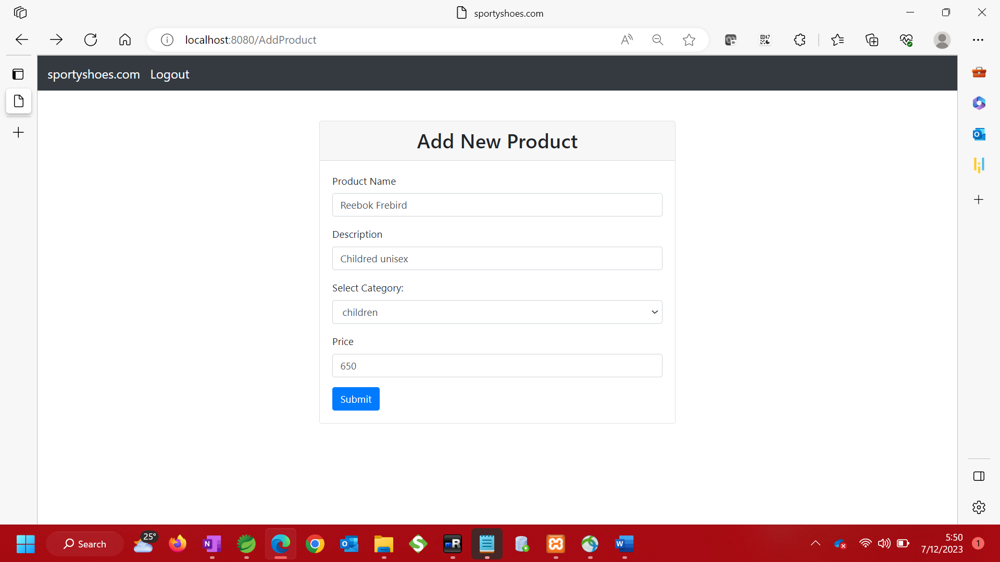 sportyshoes.com
localhost:8080/AddProduct
sportyshoes.com Logout
Add New Product
Product Name
Reebok Frebird
Description
Childred unisex
Select Category:
children
Price
650
Submit
25°
Search
5:50
7/12/2023
1